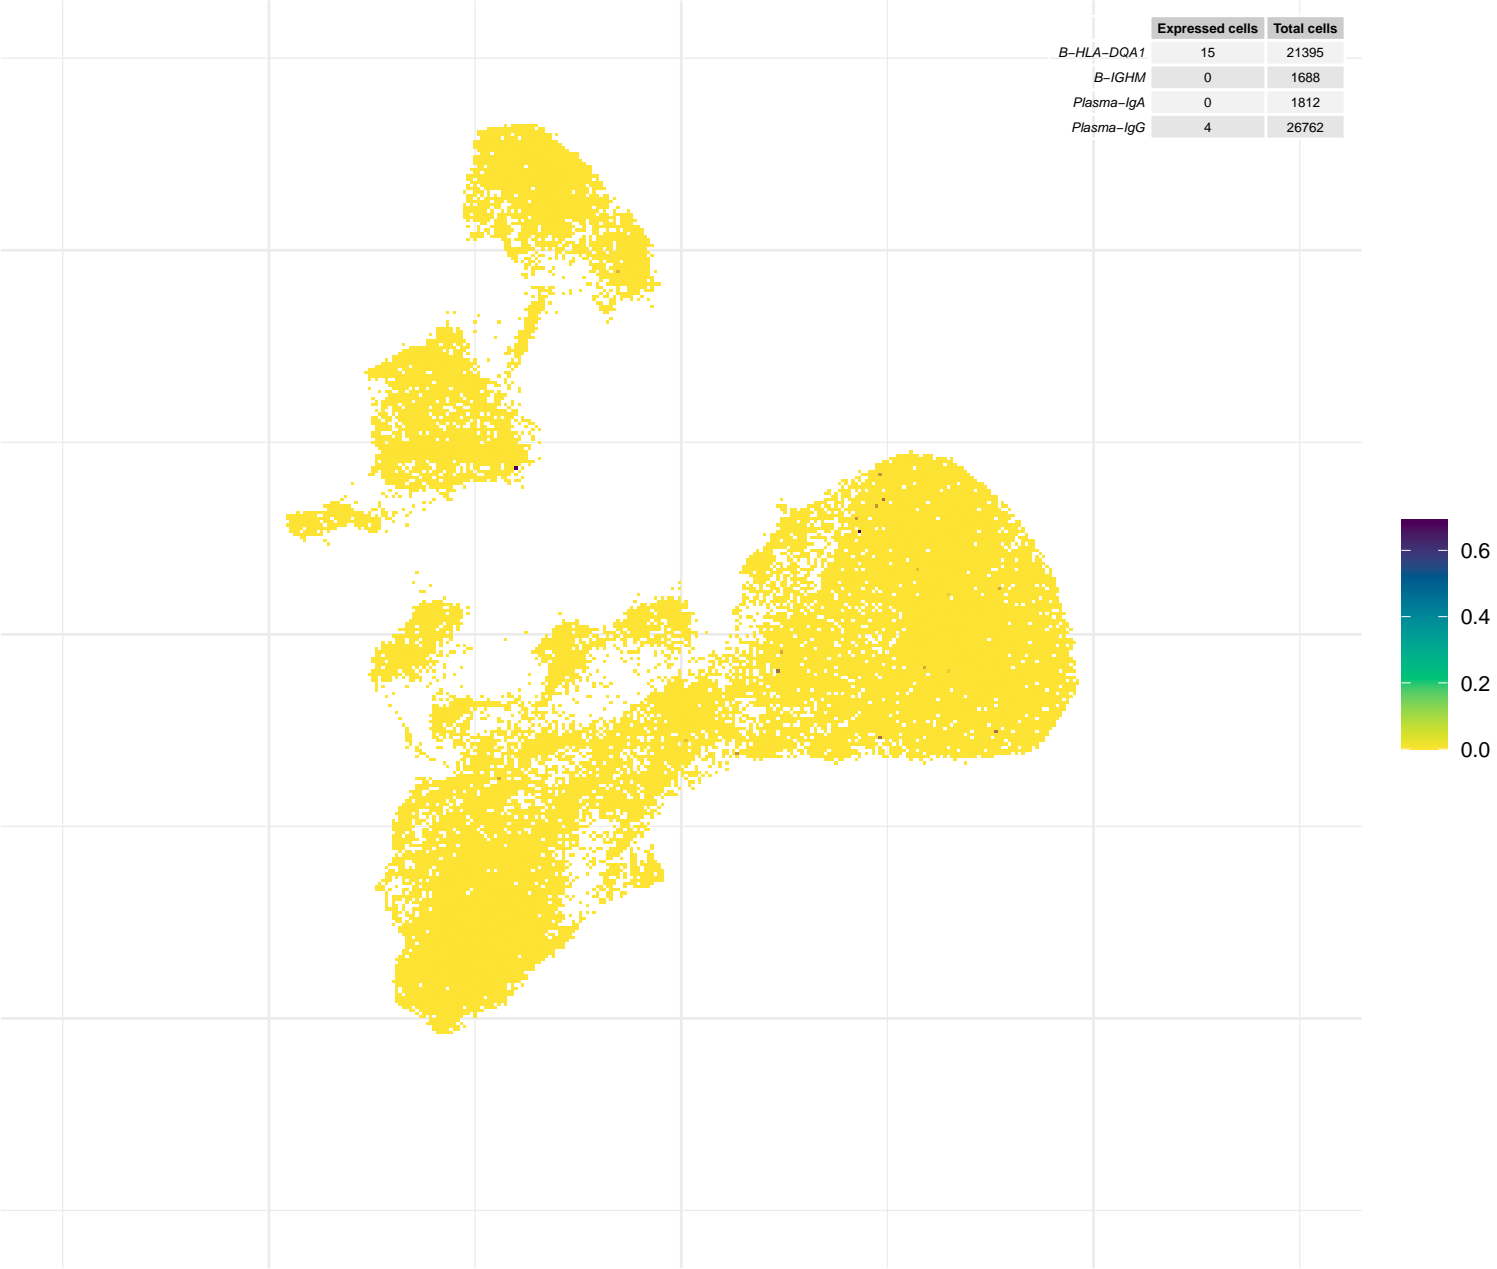 Expressed cells Total cells
B−HLA−DQA1 15 21395
B−IGHM 0 1688
Plasma−IgA 0 1812
Plasma−IgG 4 26762
0.6
0.4
0.2
0.0